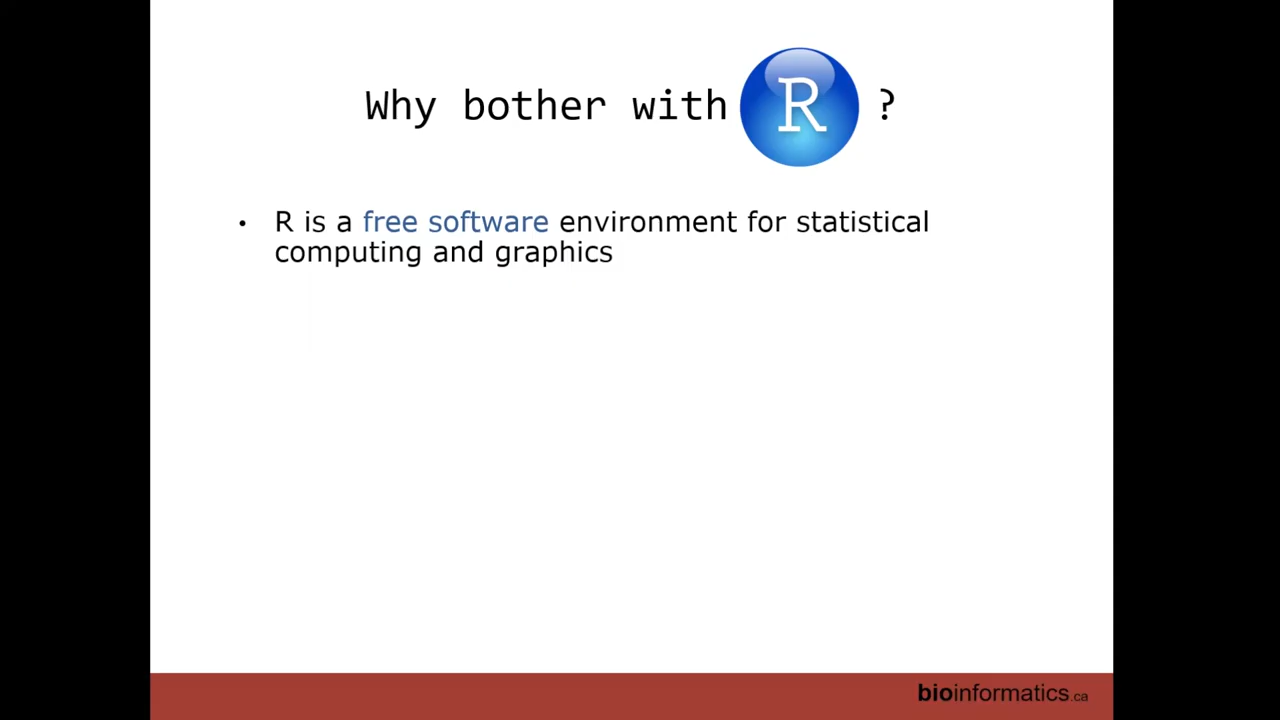 Why bother with R ?
• R is a free software environment for statistical
computing and graphics
bioinformatics.ca